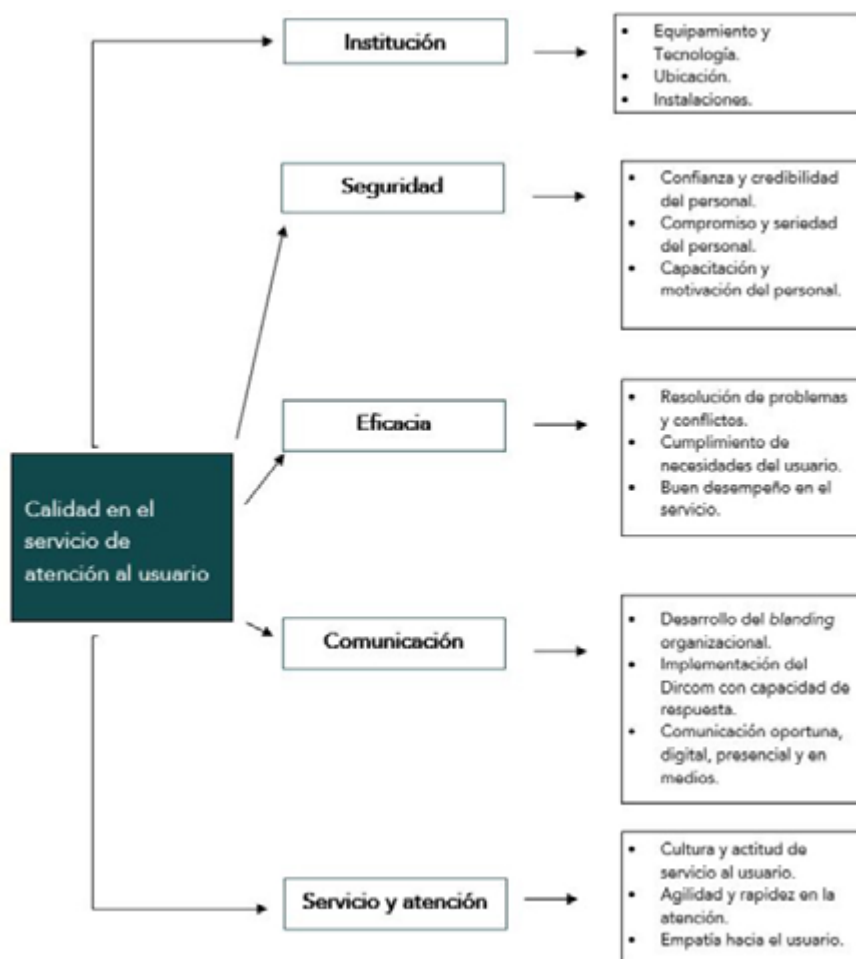 Institución
• Equipamiento y
Tecnología.
• Ubicación.
• Instalaciones.
Seguridad
• Confianza y credibilidad
del personal.
• Compromiso y seriedad
del personal.
• Capacitación y
motivación del personal.
Eficacia
• Resolución de problemas
y conflictos.
• Cumplimiento de
necesidades del usuario.
• Buen desempeño en el
servicio.
Calidad en el
servicio de
atención al usuario
Comunicación
• Desarrollo del blanding
organizacional.
• Implementación del
Dircom con capacidad de
respuesta.
• Comunicación oportuna,
digital, presencial y en
medios.
Servicio y atención
• Cultura y actitud de
servicio al usuario.
• Agilidad y rapidez en la
atención.
• Empatía hacia el usuario.